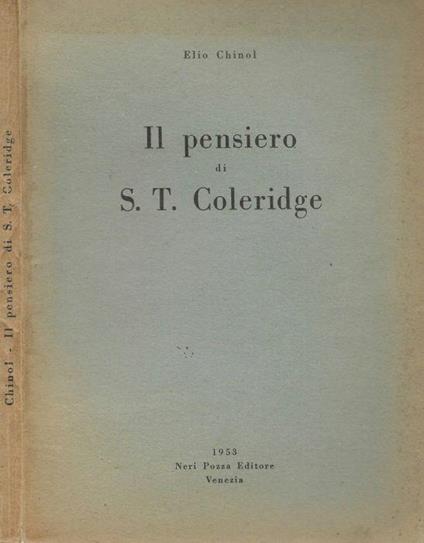 Chinol - Il pensiero di S. T. Coleridge
Elio Chinol
Il pensiero
di
S. T. Coleridge
1953
Neri Pozza Editore
Venezia